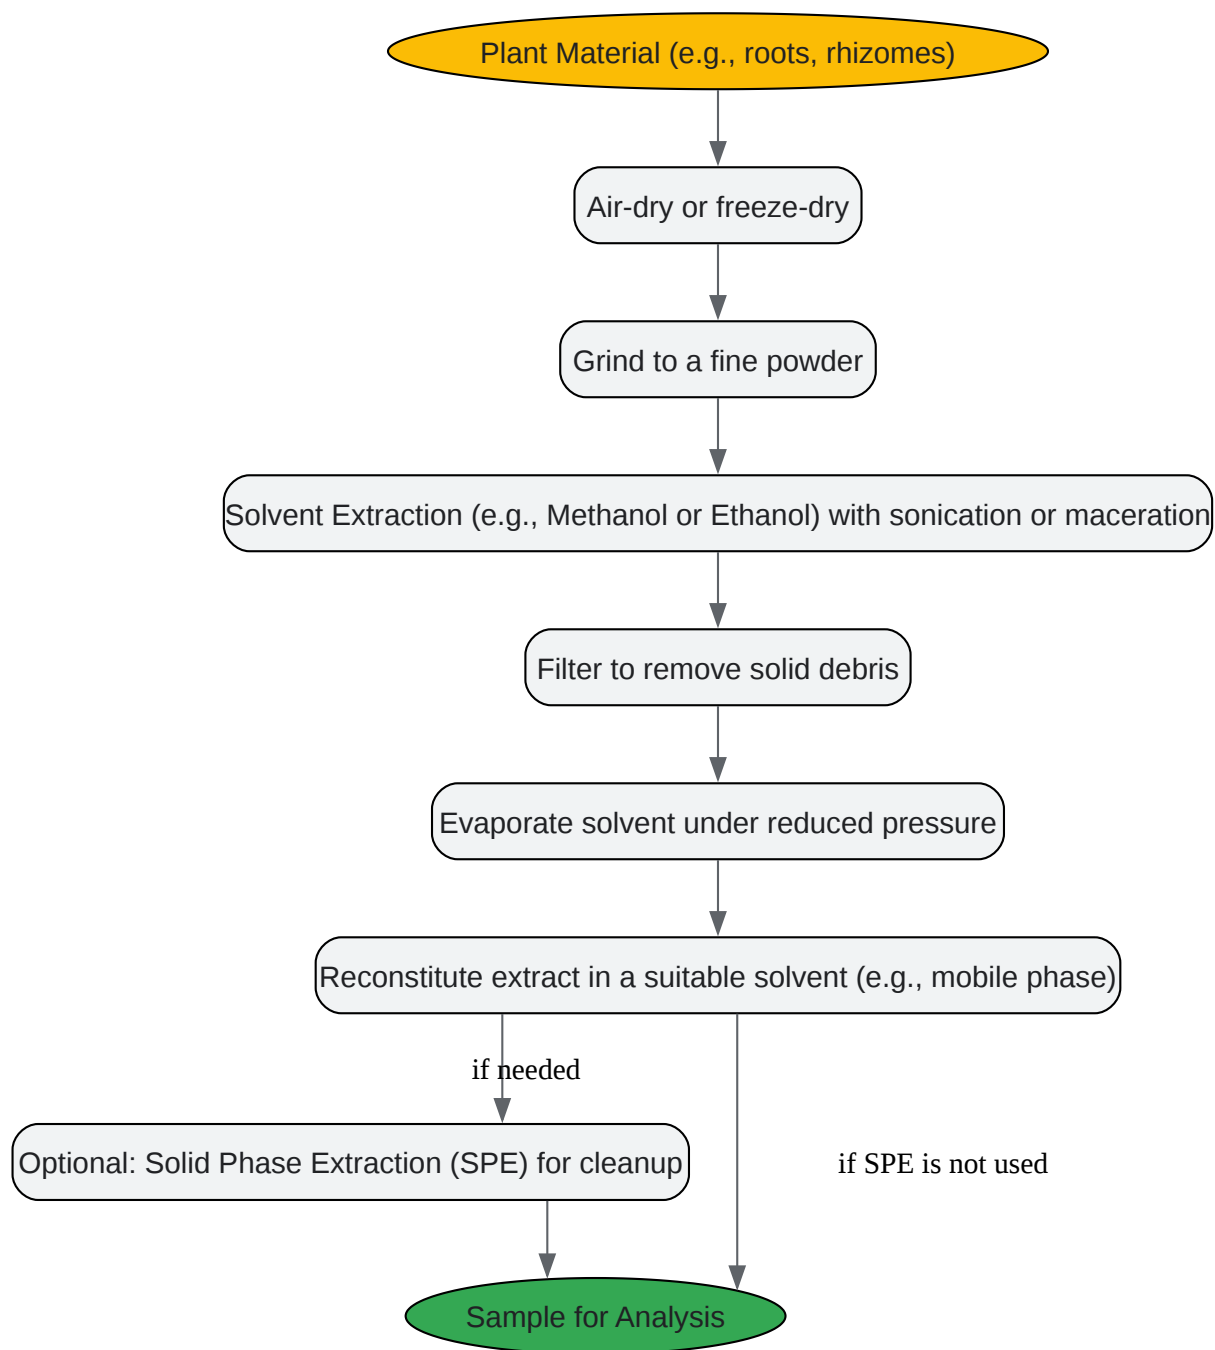 Plant Material (e.g., roots, rhizomes)
Air-dry or freeze-dry
Grind to a fine powder
Solvent Extraction (e.g., Methanol or Ethanol) with sonication or maceration
Filter to remove solid debris
Evaporate solvent under reduced pressure
Reconstitute extract in a suitable solvent (e.g., mobile phase)
if needed
Optional: Solid Phase Extraction (SPE) for cleanup
if SPE is not used
Sample for Analysis